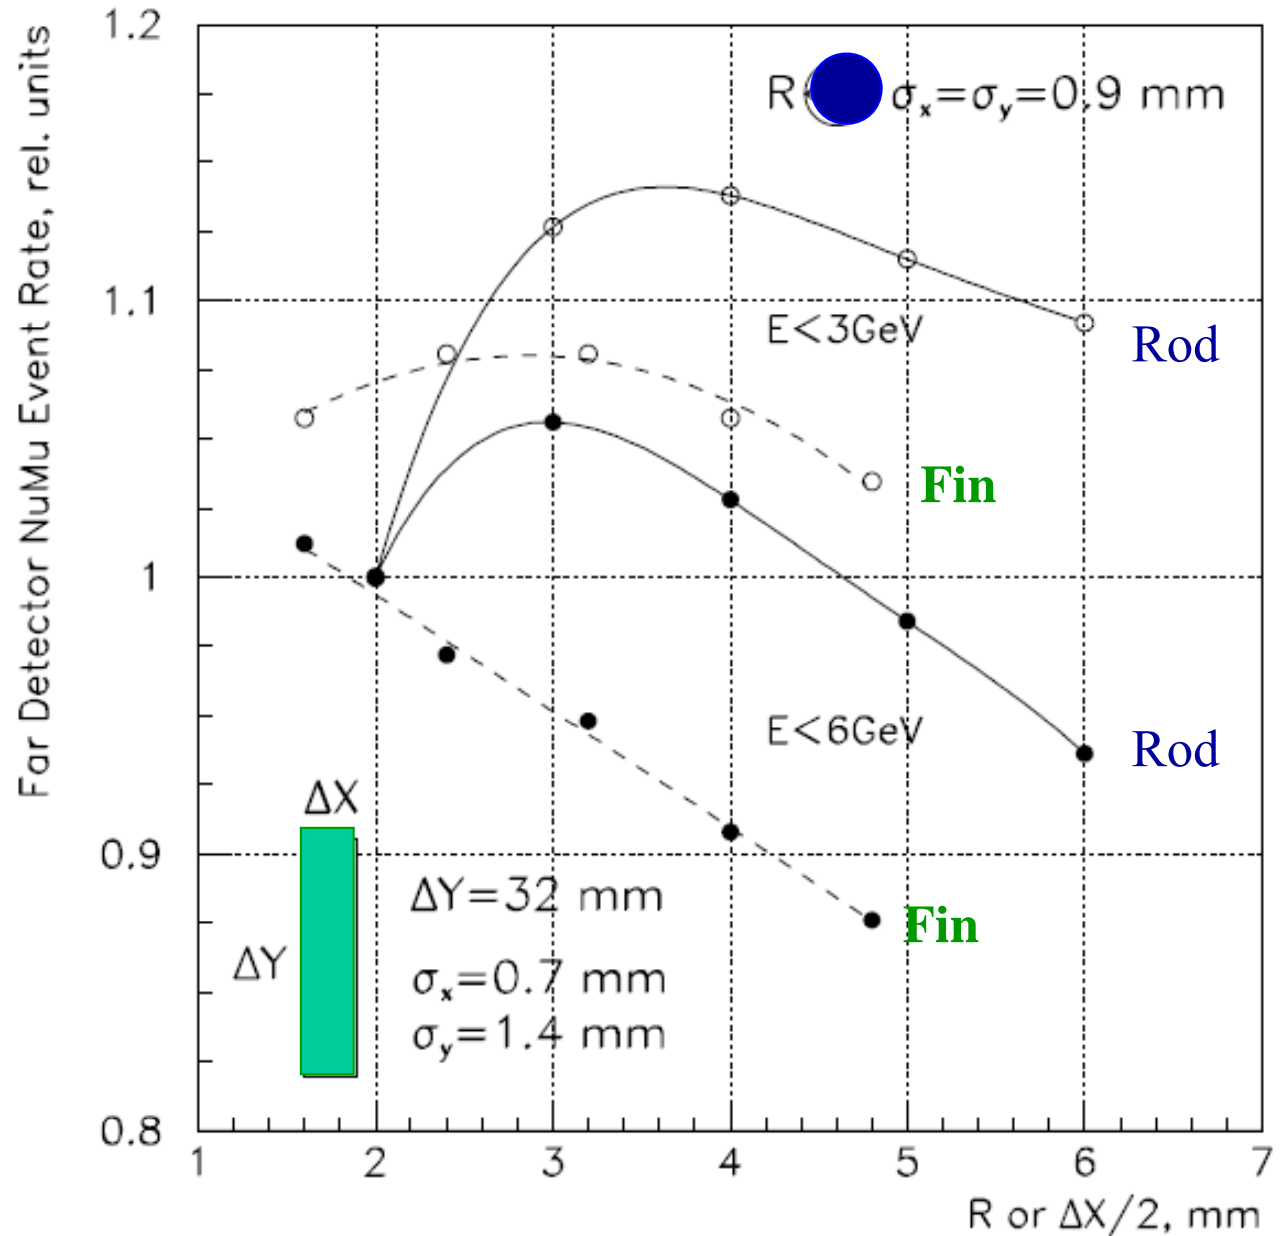 Far Detector NuMu Event Rate, rel. units
1.2
1.1
1
0.9
0.8
R σx=σy=0.9 mm
E<3GeV
Rod
Fin
E<6GeV
Rod
Fin
ΔX
ΔY
ΔY=32 mm
σx=0.7 mm
σy=1.4 mm
1 2 3 4 5 6 7
R or ΔX/2, mm